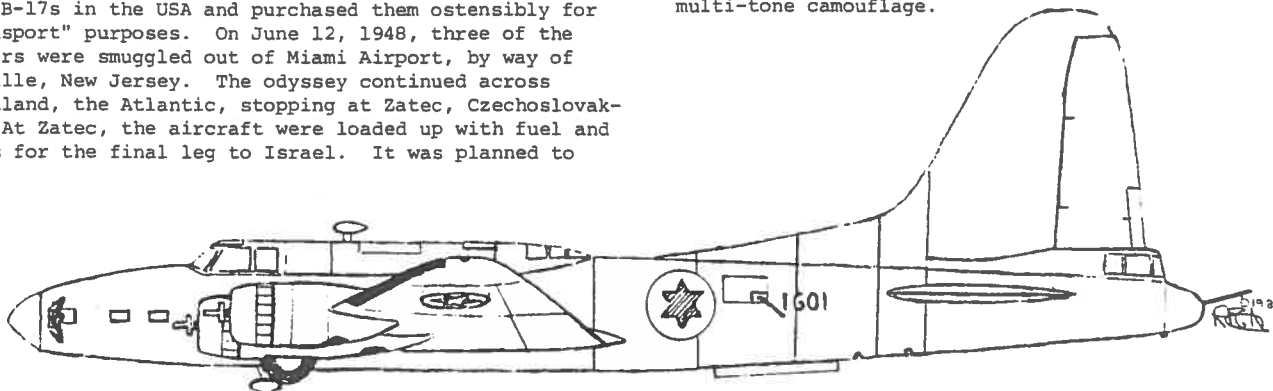 B-17s in the USA and purchased them ostensibly for
sport" purposes. On June 12, 1948, three of the
rs were smuggled out of Miami Airport, by way of
lle, New Jersey. The odyssey continued across
land, the Atlantic, stopping at Zatec, Czechoslovak-
At Zatec, the aircraft were loaded up with fuel and
s for the final leg to Israel. It was planned to
multi-tone camouflage.
1601